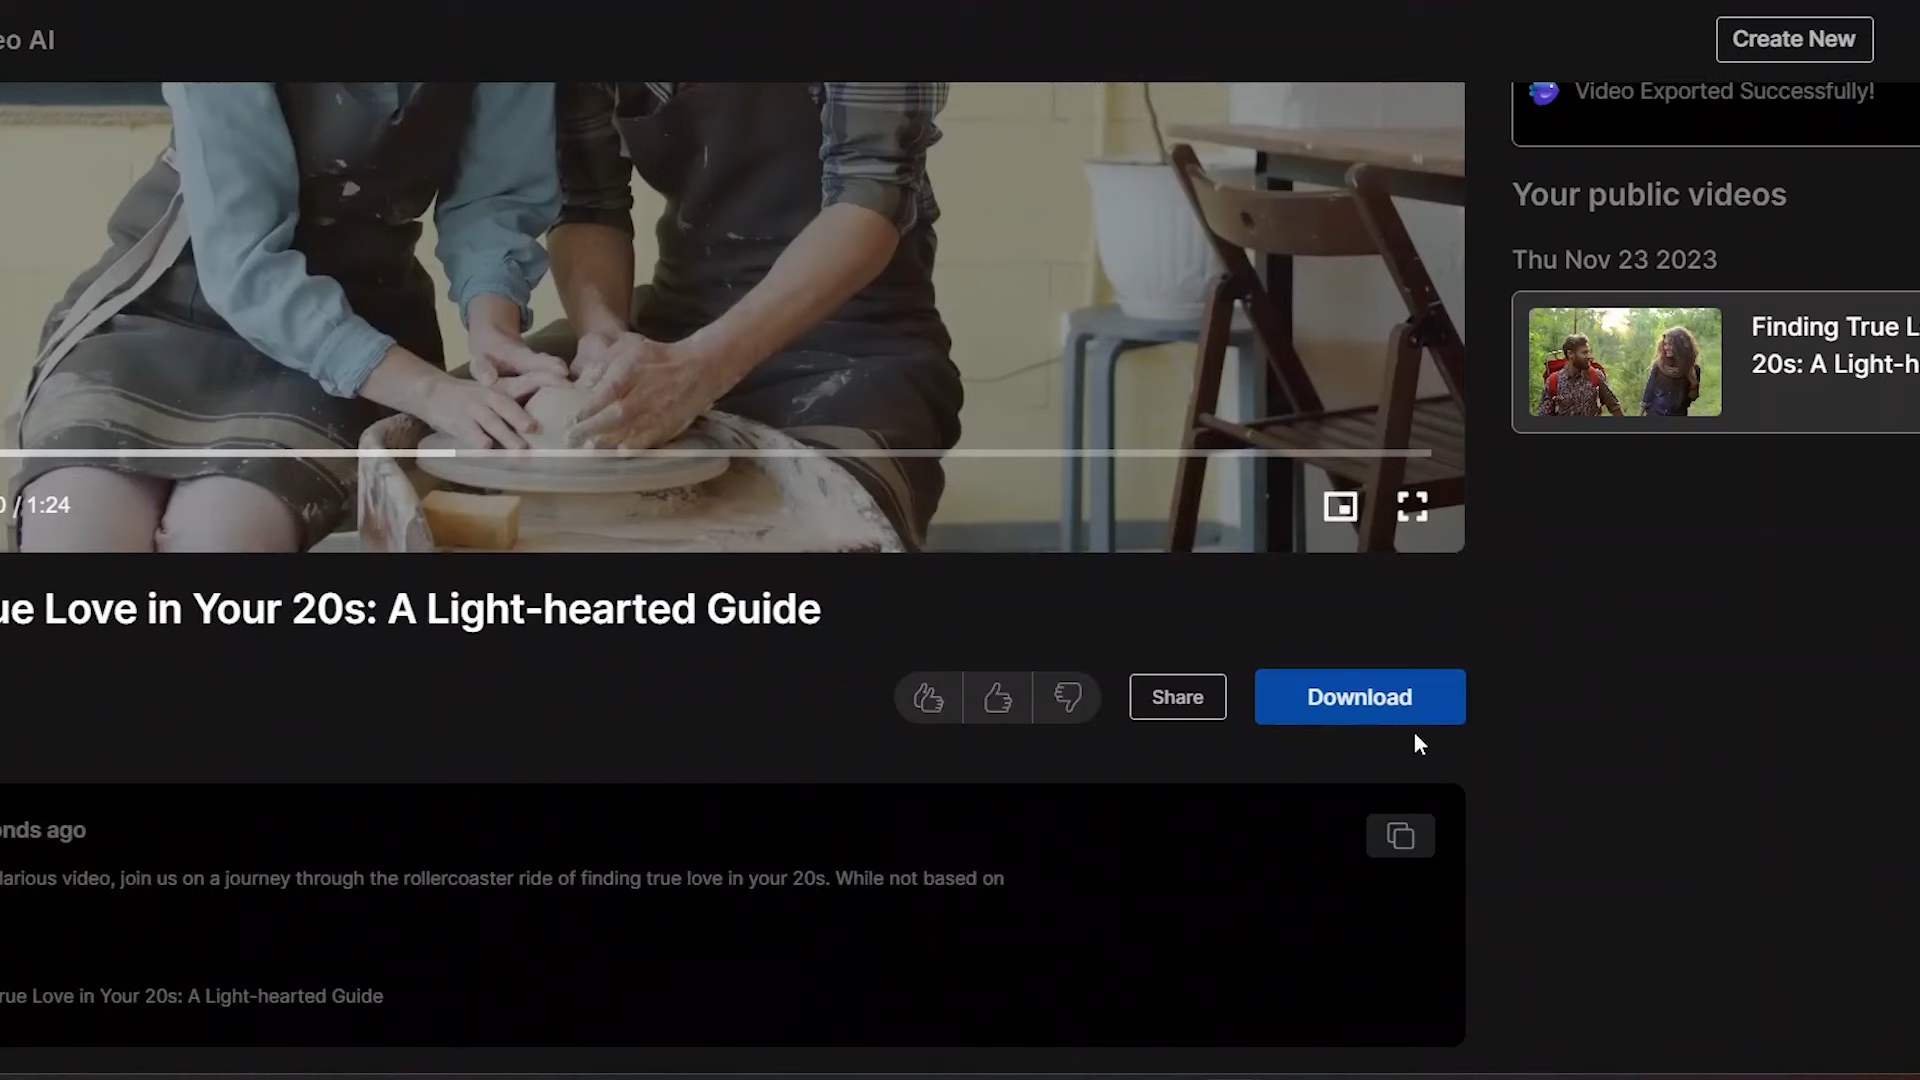 eo AI
Create New
Video Exported Successfully!
Your public videos
Thu Nov 23 2023
Finding True L
20s: A Light-h
0 / 1:24
ue Love in Your 20s: A Light-hearted Guide
Share
Download
onds ago
larious video, join us on a journey through the rollercoaster ride of finding true love in your 20s. While not based on
rue Love in Your 20s: A Light-hearted Guide